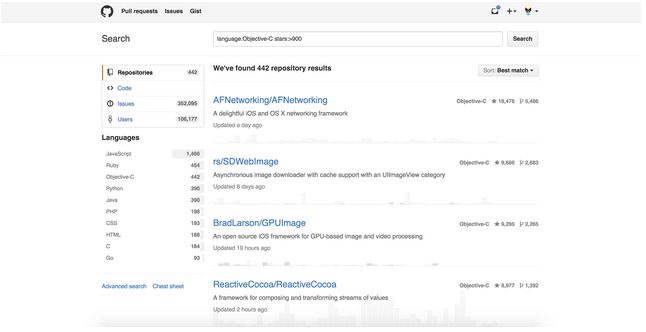 Pull requests Issues Gist
Search
language:Objective-C stars:>900
Search
Repositories 442
Code
Issues 352,095
Users 106,177
Languages
JavaScript 1,466
Ruby 454
Objective-C 442
Python 398
Java 398
PHP 198
CSS 193
HTML 188
C 184
Go 93
Advanced search Cheat sheet
We've found 442 repository results
Sort: Best match
AFNetworking/AFNetworking
Objective-C 18,476 5,486
A delightful iOS and OS X networking framework
Updated a day ago
rs/SDWebImage
Objective-C 9,886 2,883
Asynchronous image downloader with cache support with an UIImageView category
Updated 8 days ago
BradLarson/GPUImage
Objective-C 9,295 2,265
An open source iOS framework for GPU-based image and video processing
Updated 19 hours ago
ReactiveCocoa/ReactiveCocoa
Objective-C 8,977 1,392
A framework for composing and transforming streams of values
Updated 2 hours ago